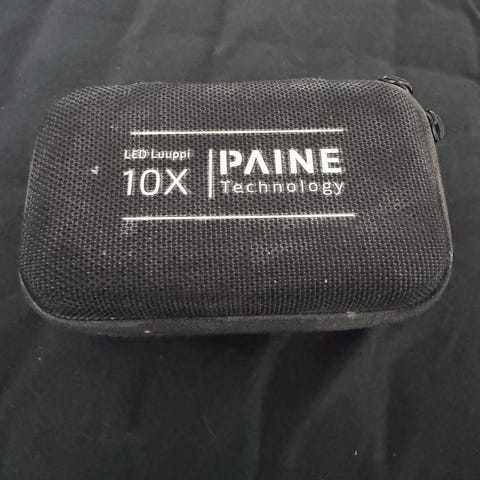 LED Luuppi
10X
PAINE
Technology